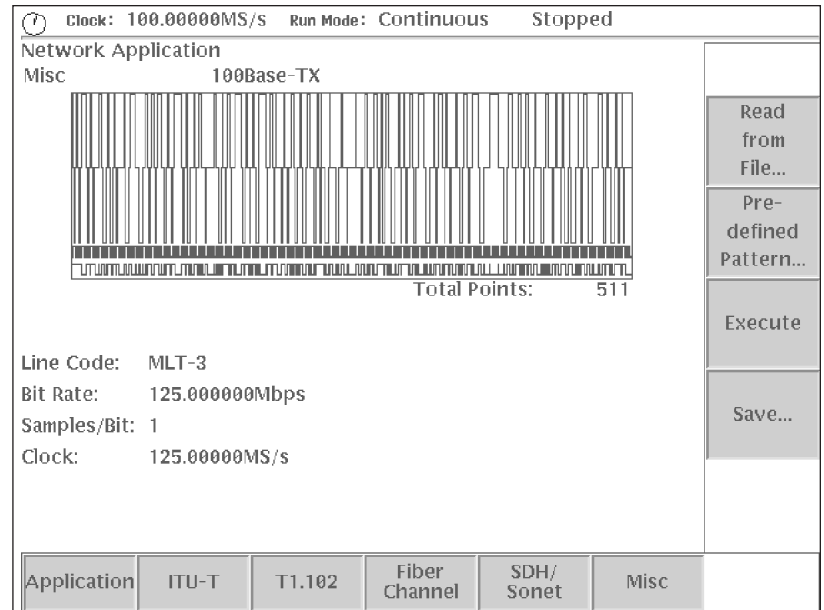 Clock: 100.00000MS/s Run Mode: Continuous Stopped
Network Application
Misc 100Base-TX
Total Points: 511
Line Code: MLT-3
Bit Rate: 125.000000Mbps
Samples/Bit: 1
Clock: 125.00000MS/s
Read
from
File...
Pre-
defined
Pattern...
Execute
Save...
Application
ITU-T
T1.102
Fiber
Channel
SDH/
Sonet
Misc